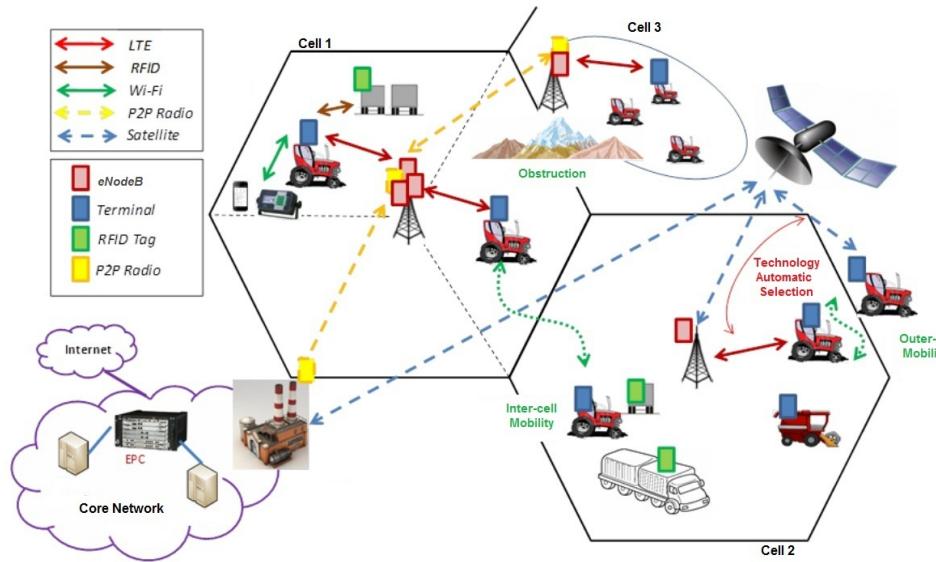 Cell 1
Cell 3
LTE
RFID
Wi-Fi
P2P Radio
Satellite
eNodeB
Terminal
RFID Tag
P2P Radio
Obstruction
Technology
Automatic
Selection
Outer-
Mobili
Inter-cell
Mobility
Internet
EPC
Core Network
Cell 2